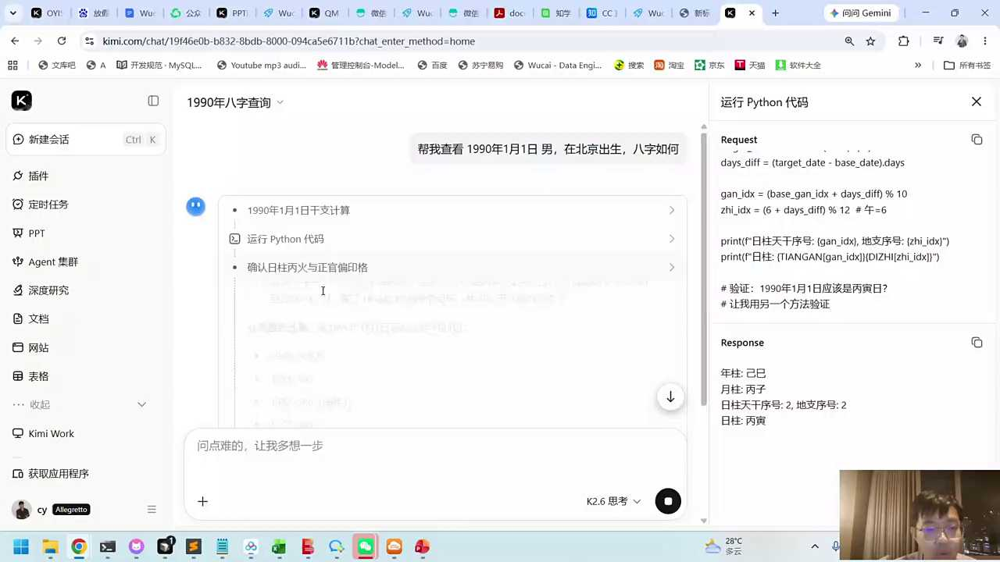 OYI
放假
Wuc
QM
微信
Wuc
PPT
Wuc
QM
微信
Wuc
微信
doc
知学
CC
Wuc
新标
问问 Gemini
kimi.com/chat/19f46e0b-b832-8bdb-8000-094ca5e6711b?chat_enter_method=home
文库吧
A
开发规范 - MySQL...
Youtube mp3 audi...
管理控制台-Model...
百度
苏宁易购
Wucai - Data Eng...
搜索
淘宝
京东
天猫
软件大全
所有书签
1990年八字查询
运行 Python 代码
新建会话
Ctrl K
插件
定时任务
PPT
Agent 集群
深度研究
文档
网站
表格
收起
Kimi Work
获取应用程序
cy Allegretto
帮我查看 1990年1月1日 男，在北京出生，八字如何
1990年1月1日干支计算
运行 Python 代码
确认日柱丙火与正官偏印格
问点难的，让我多想一步
K2.6 思考
Request
days_diff = (target_date - base_date).days
gan_idx = (base_gan_idx + days_diff) % 10
zhi_idx = (6 + days_diff) % 12 # 午=6
print(f"日柱天干序号: {gan_idx}, 地支序号: {zhi_idx}")
print(f"日柱: {TIANGAN[gan_idx]}{DIZHI[zhi_idx]}")
# 验证：1990年1月1日应该是丙寅日?
# 让我用另一个方法验证
Response
年柱: 己巳
月柱: 丙子
日柱天干序号: 2, 地支序号: 2
日柱: 丙寅
28°C
多云